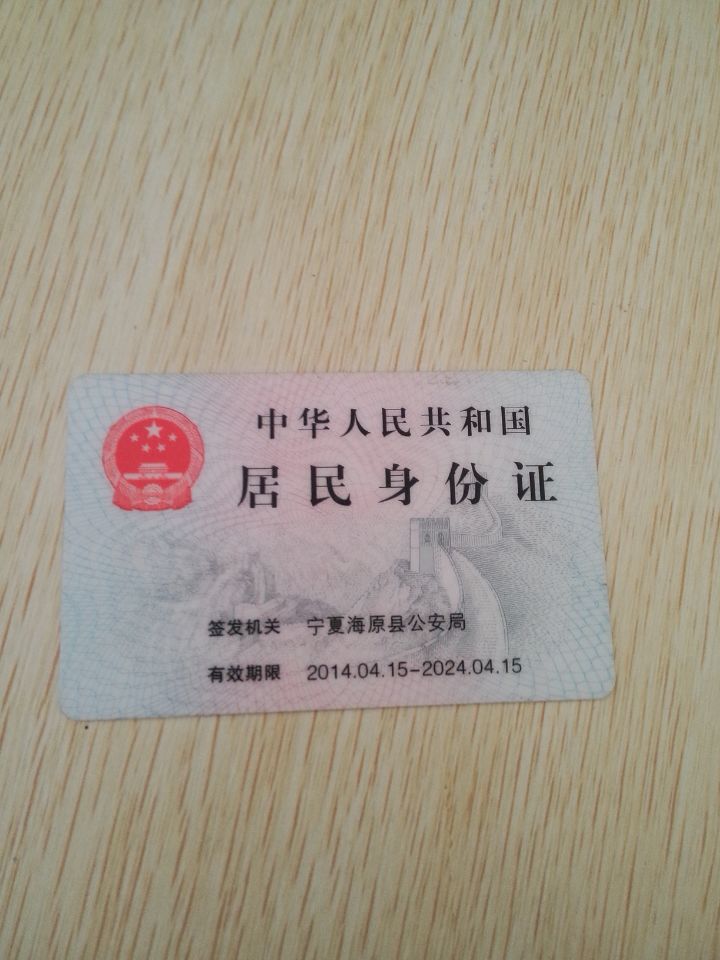 中华人民共和国
居民身份证
签发机关 宁夏海原县公安局
有效期限 2014.04.15-2024.04.15